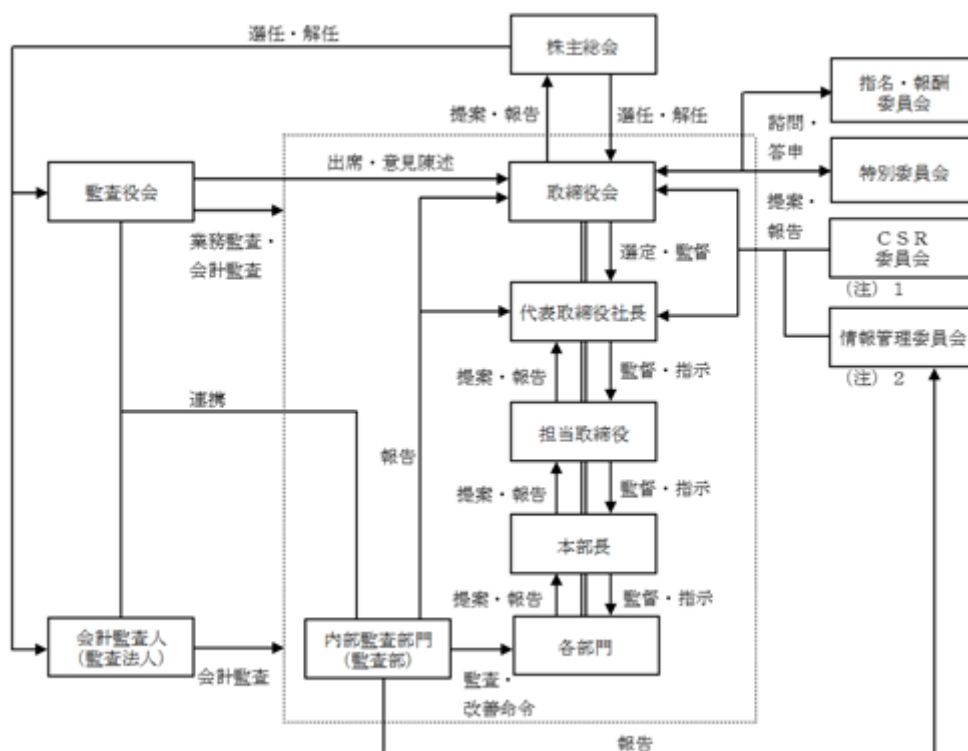 選任・解任
株主総会
指名・報酬
委員会
提案・報告
選任・解任
諮問・
答申
出席・意見陳述
監査役会
取締役会
特別委員会
提案・
報告
業務監査・
会計監査
選定・監督
CSR
委員会
(注) 1
代表取締役社長
情報管理委員会
(注) 2
提案・報告
監督・指示
連携
担当取締役
報告
提案・報告
監督・指示
本部長
提案・報告
監督・指示
会計監査人
(監査法人)
会計監査
内部監査部門
(監査部)
各部門
監査・
改善命令
報告